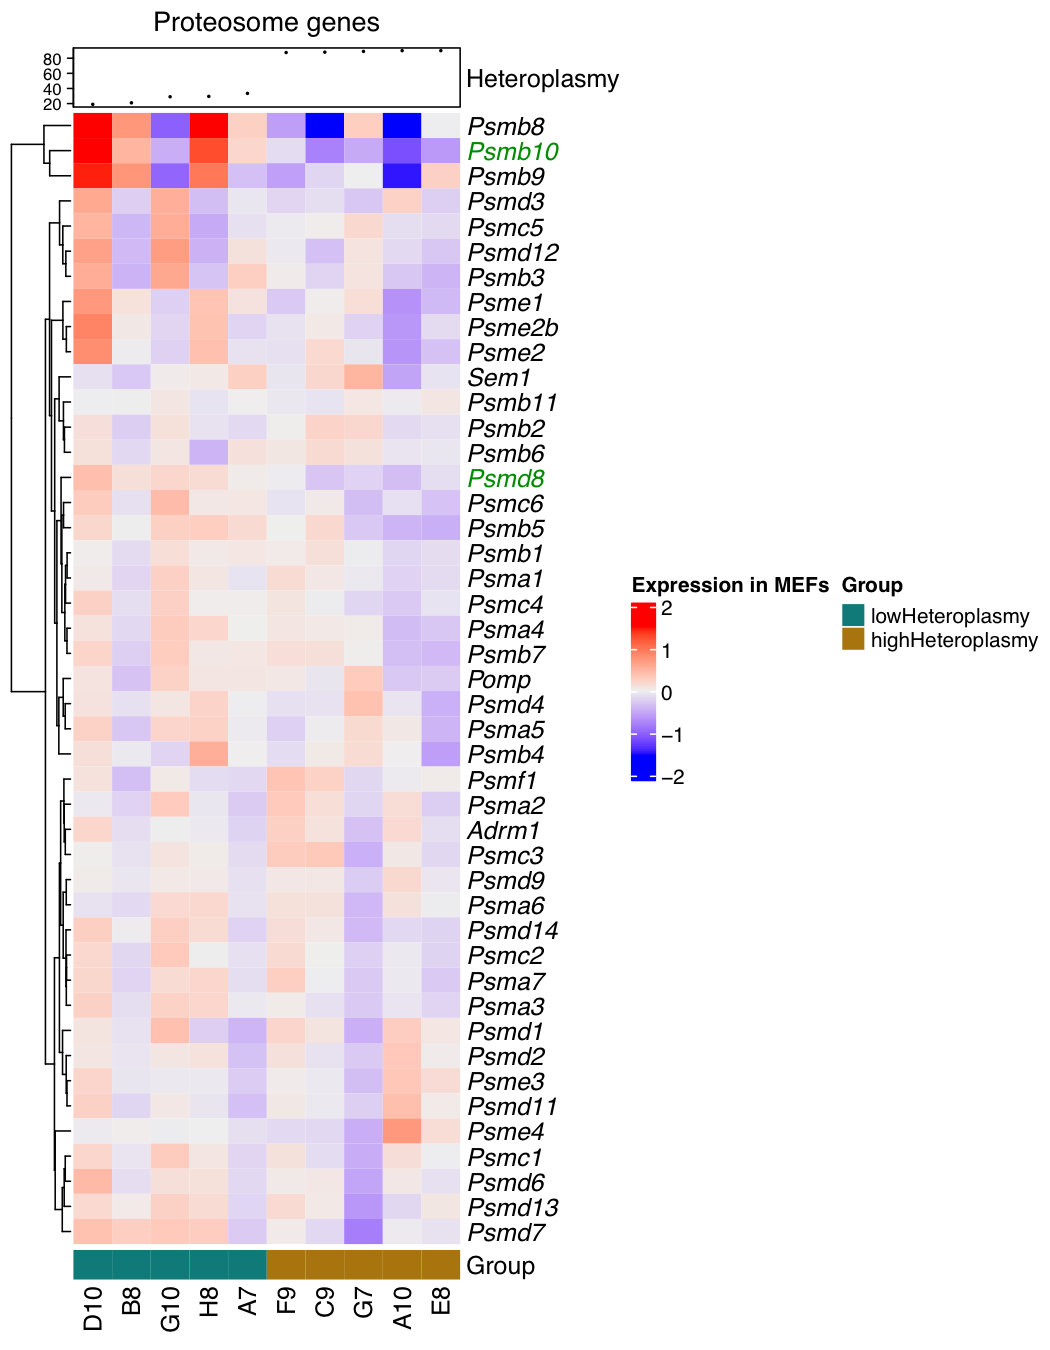 Proteosome genes
80
60
40
20
Heteroplasmy
Psmb8
Psmb10
Psmb9
Psmd3
Psmc5
Psmd12
Psmb3
Psme1
Psme2b
Psme2
Sem1
Psmb11
Psmb2
Psmb6
Psmd8
Psmc6
Psmb5
Psmb1
Psma1
Psmc4
Psma4
Psmb7
Pomp
Psmd4
Psma5
Psmb4
Psmf1
Psma2
Adrm1
Psmc3
Psmd9
Psma6
Psmd14
Psmc2
Psma7
Psma3
Psmd1
Psmd2
Psme3
Psmd11
Psme4
Psmc1
Psmd6
Psmd13
Psmd7
Group
D10 B8 G10 H8 A7 F9 C9 G7 A10 E8
Expression in MEFs
2
1
0
−1
−2
Group
lowHeteroplasmy
highHeteroplasmy